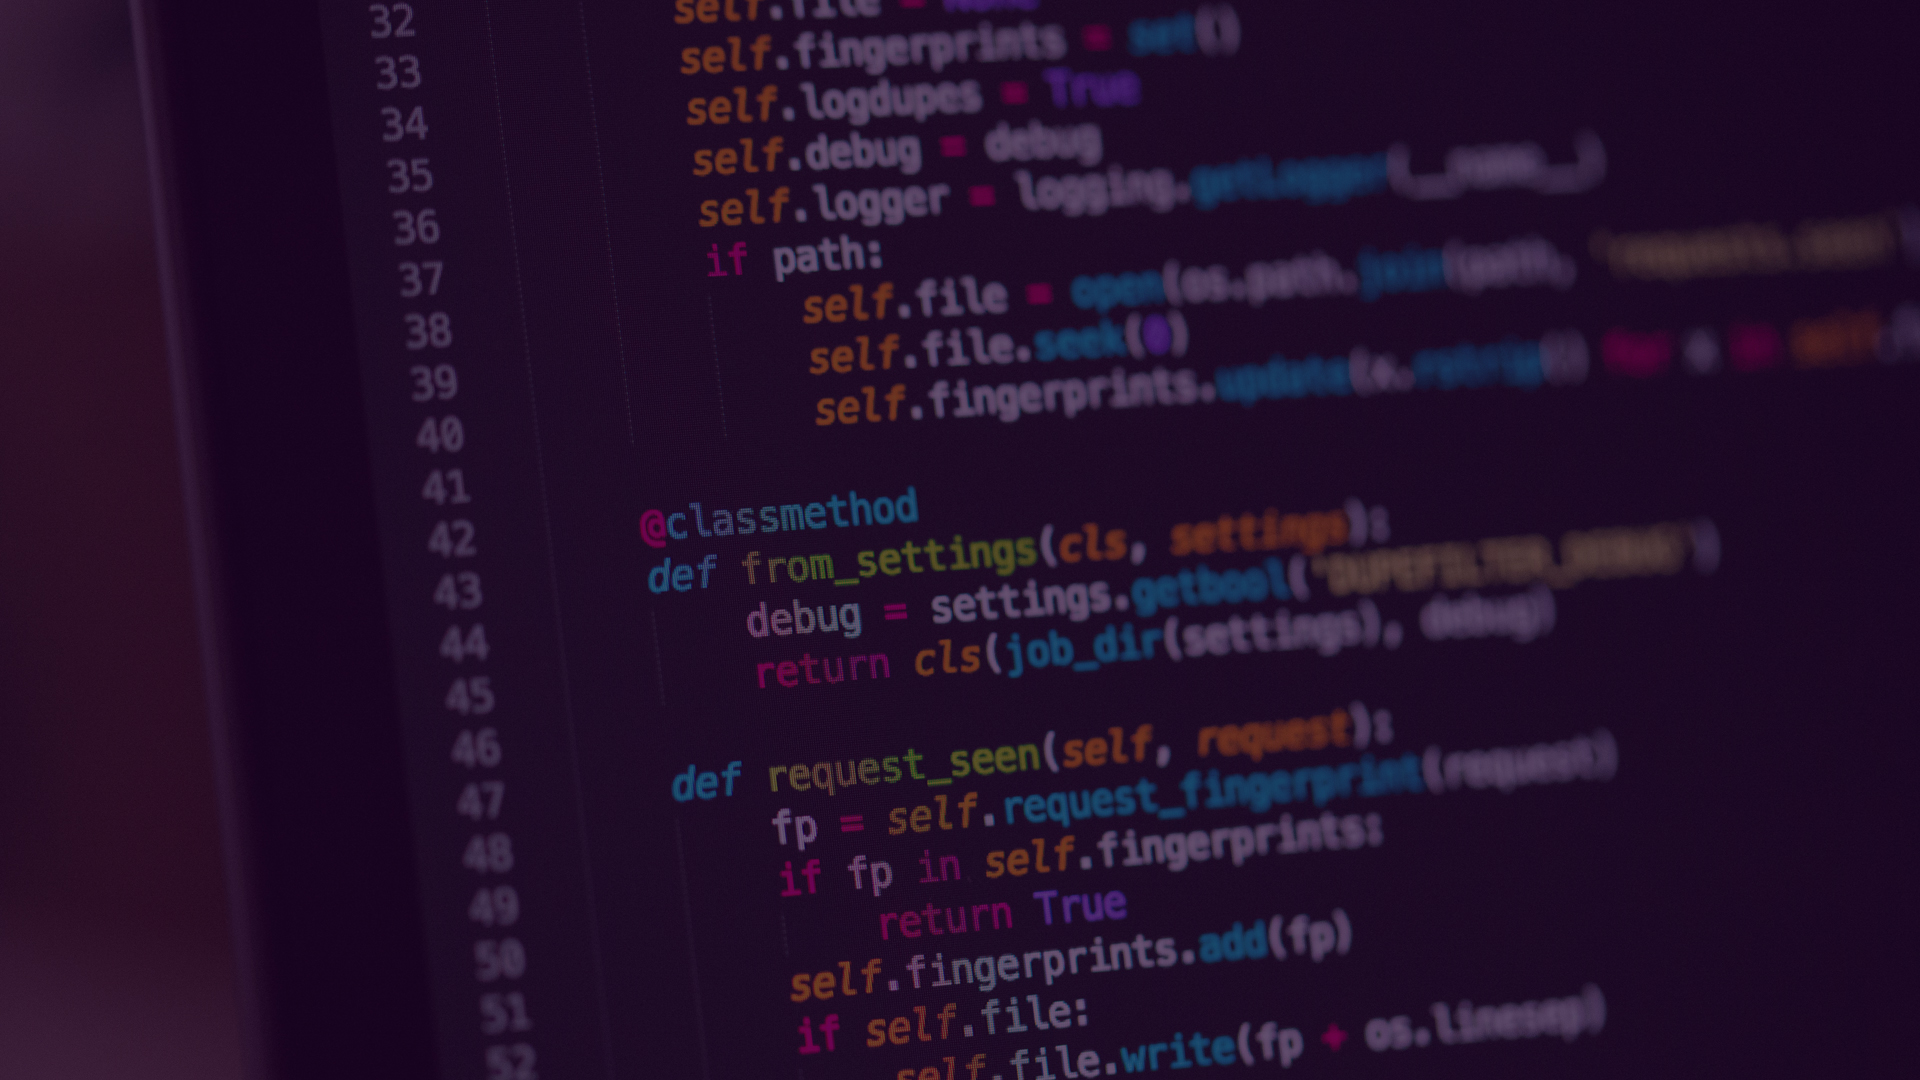 32 self.file = None
33 self.fingerprints = set()
34 self.logdupes = True
35 self.debug = debug
36 self.logger = logging.getLogger(__name__)
37 if path:
38 self.file = open(os.path.join(path, 'requests.seen')
39 self.file.seek(0)
40 self.fingerprints.update(x.rstrip() for x in self.
41
42 @classmethod
43 def from_settings(cls, settings):
44 debug = settings.getbool('DUPEFILTER_DEBUG')
45 return cls(job_dir(settings), debug)
46
47 def request_seen(self, request):
48 fp = self.request_fingerprint(request)
49 if fp in self.fingerprints:
50 return True
51 self.fingerprints.add(fp)
52 if self.file:
self.file.write(fp + os.linesep)